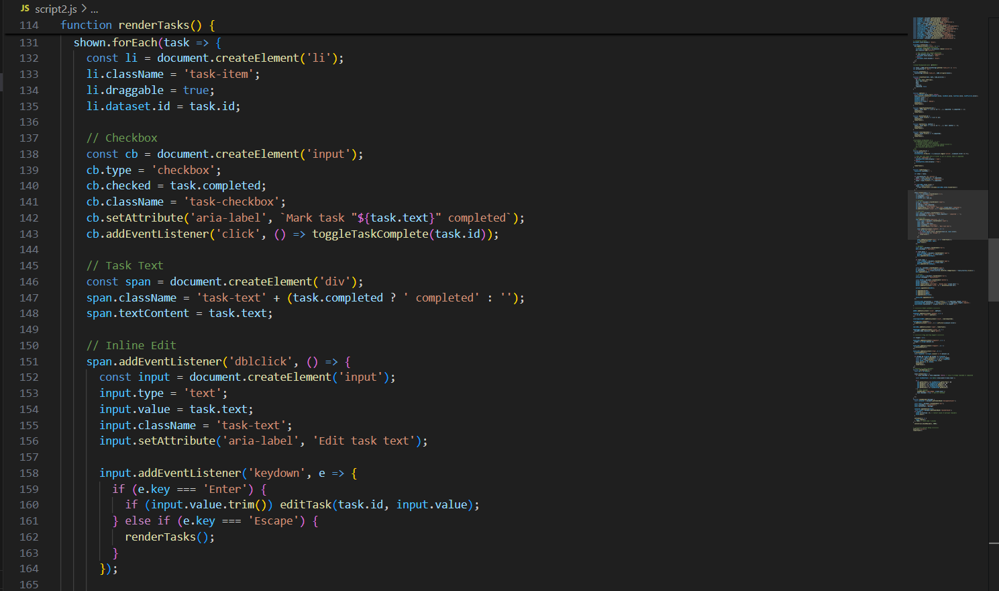 JS script2.js > ...
114 function renderTasks() {
131 shown.forEach(task => {
132 const li = document.createElement('li');
133 li.className = 'task-item';
134 li.draggable = true;
135 li.dataset.id = task.id;
136
137 // Checkbox
138 const cb = document.createElement('input');
139 cb.type = 'checkbox';
140 cb.checked = task.completed;
141 cb.className = 'task-checkbox';
142 cb.setAttribute('aria-label', `Mark task "${task.text}" completed`);
143 cb.addEventListener('click', () => toggleTaskComplete(task.id));
144
145 // Task Text
146 const span = document.createElement('div');
147 span.className = 'task-text' + (task.completed ? ' completed' : '');
148 span.textContent = task.text;
149
150 // Inline Edit
151 span.addEventListener('dblclick', () => {
152 const input = document.createElement('input');
153 input.type = 'text';
154 input.value = task.text;
155 input.className = 'task-text';
156 input.setAttribute('aria-label', 'Edit task text');
157
158 input.addEventListener('keydown', e => {
159 if (e.key === 'Enter') {
160 if (input.value.trim()) editTask(task.id, input.value);
161 } else if (e.key === 'Escape') {
162 renderTasks();
163 }
164 });
165